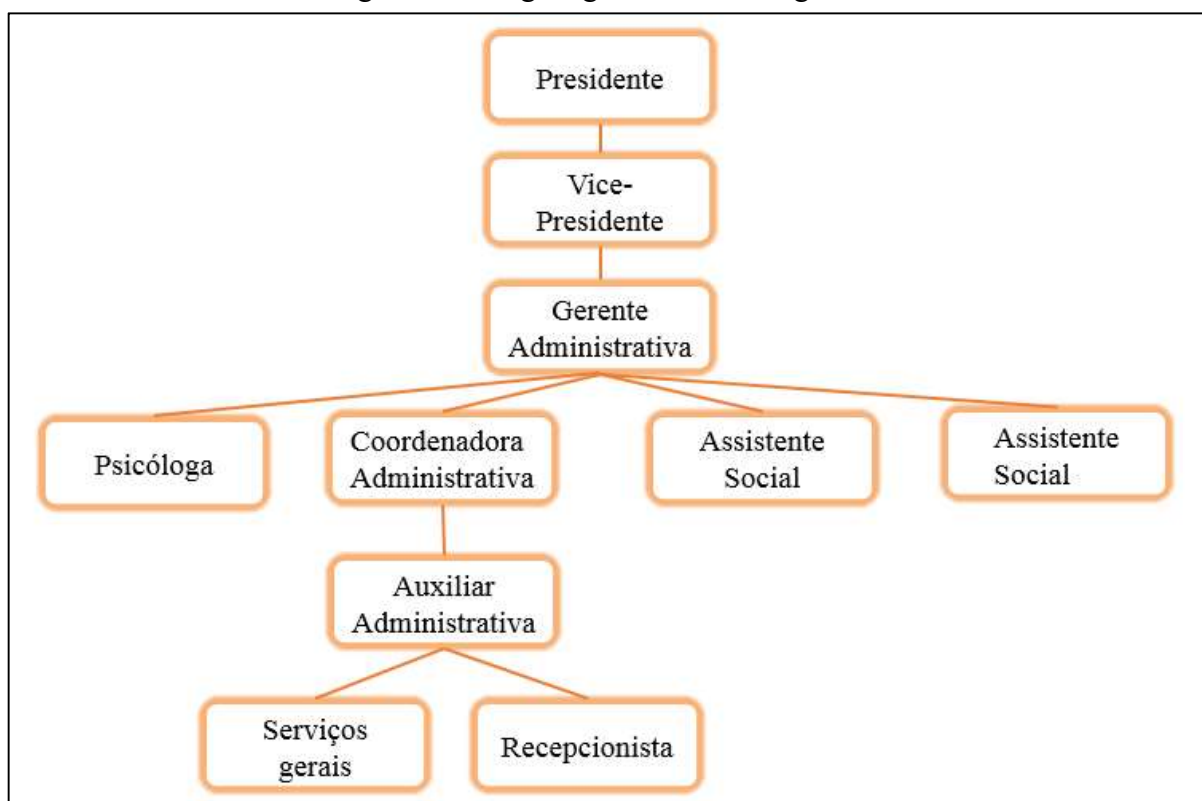 Presidente
Vice-
Presidente
Gerente
Administrativa
Psicóloga
Coordenadora
Administrativa
Assistente
Social
Assistente
Social
Auxiliar
Administrativa
Serviços
gerais
Recepcionista